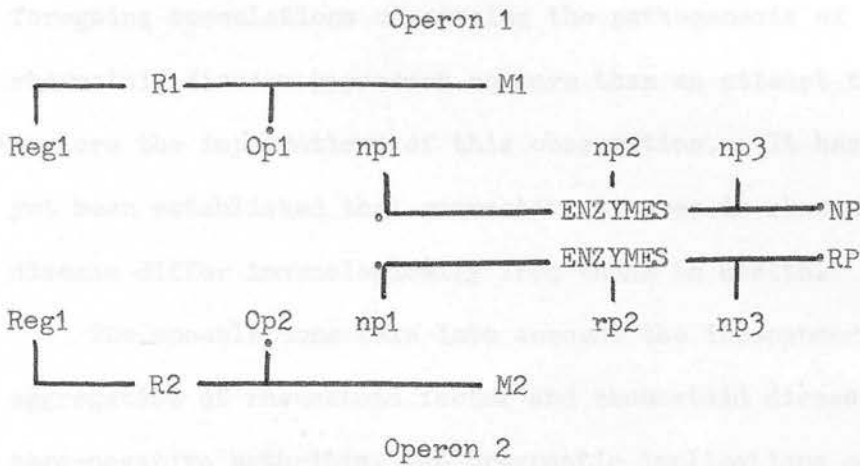 Operon 1
R1 M1
Reg1 Op1 np1 np2 np3
ENZYMES NP
ENZYMES RP
Reg1 Op2 np1 rp2 np3
R2 M2
Operon 2